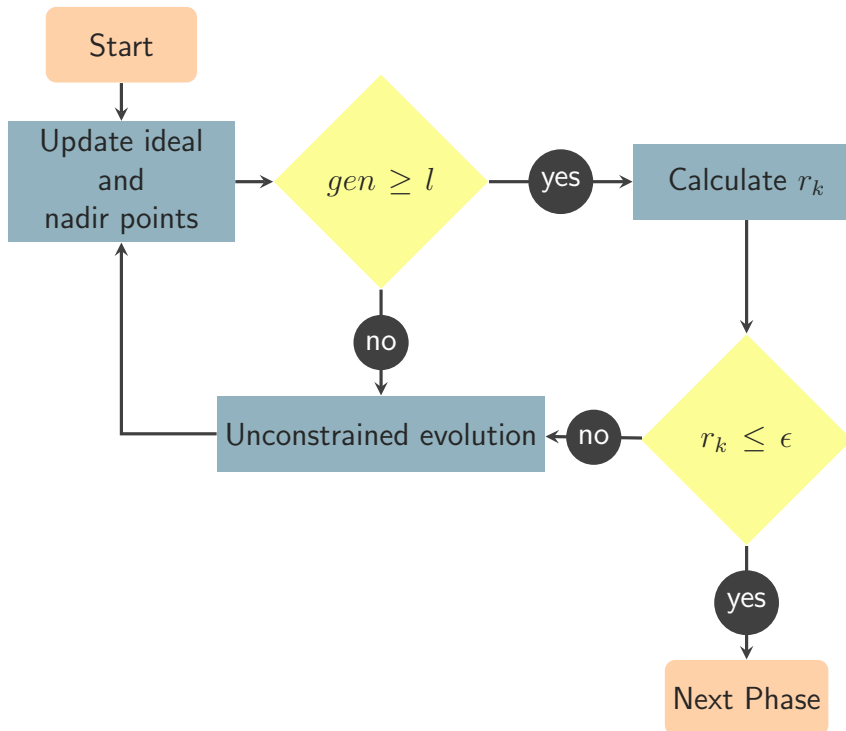 Start
Update ideal
and
nadir points
gen ≥ l
yes
Calculate r_k
no
Unconstrained evolution
no
r_k ≤ ϵ
yes
Next Phase